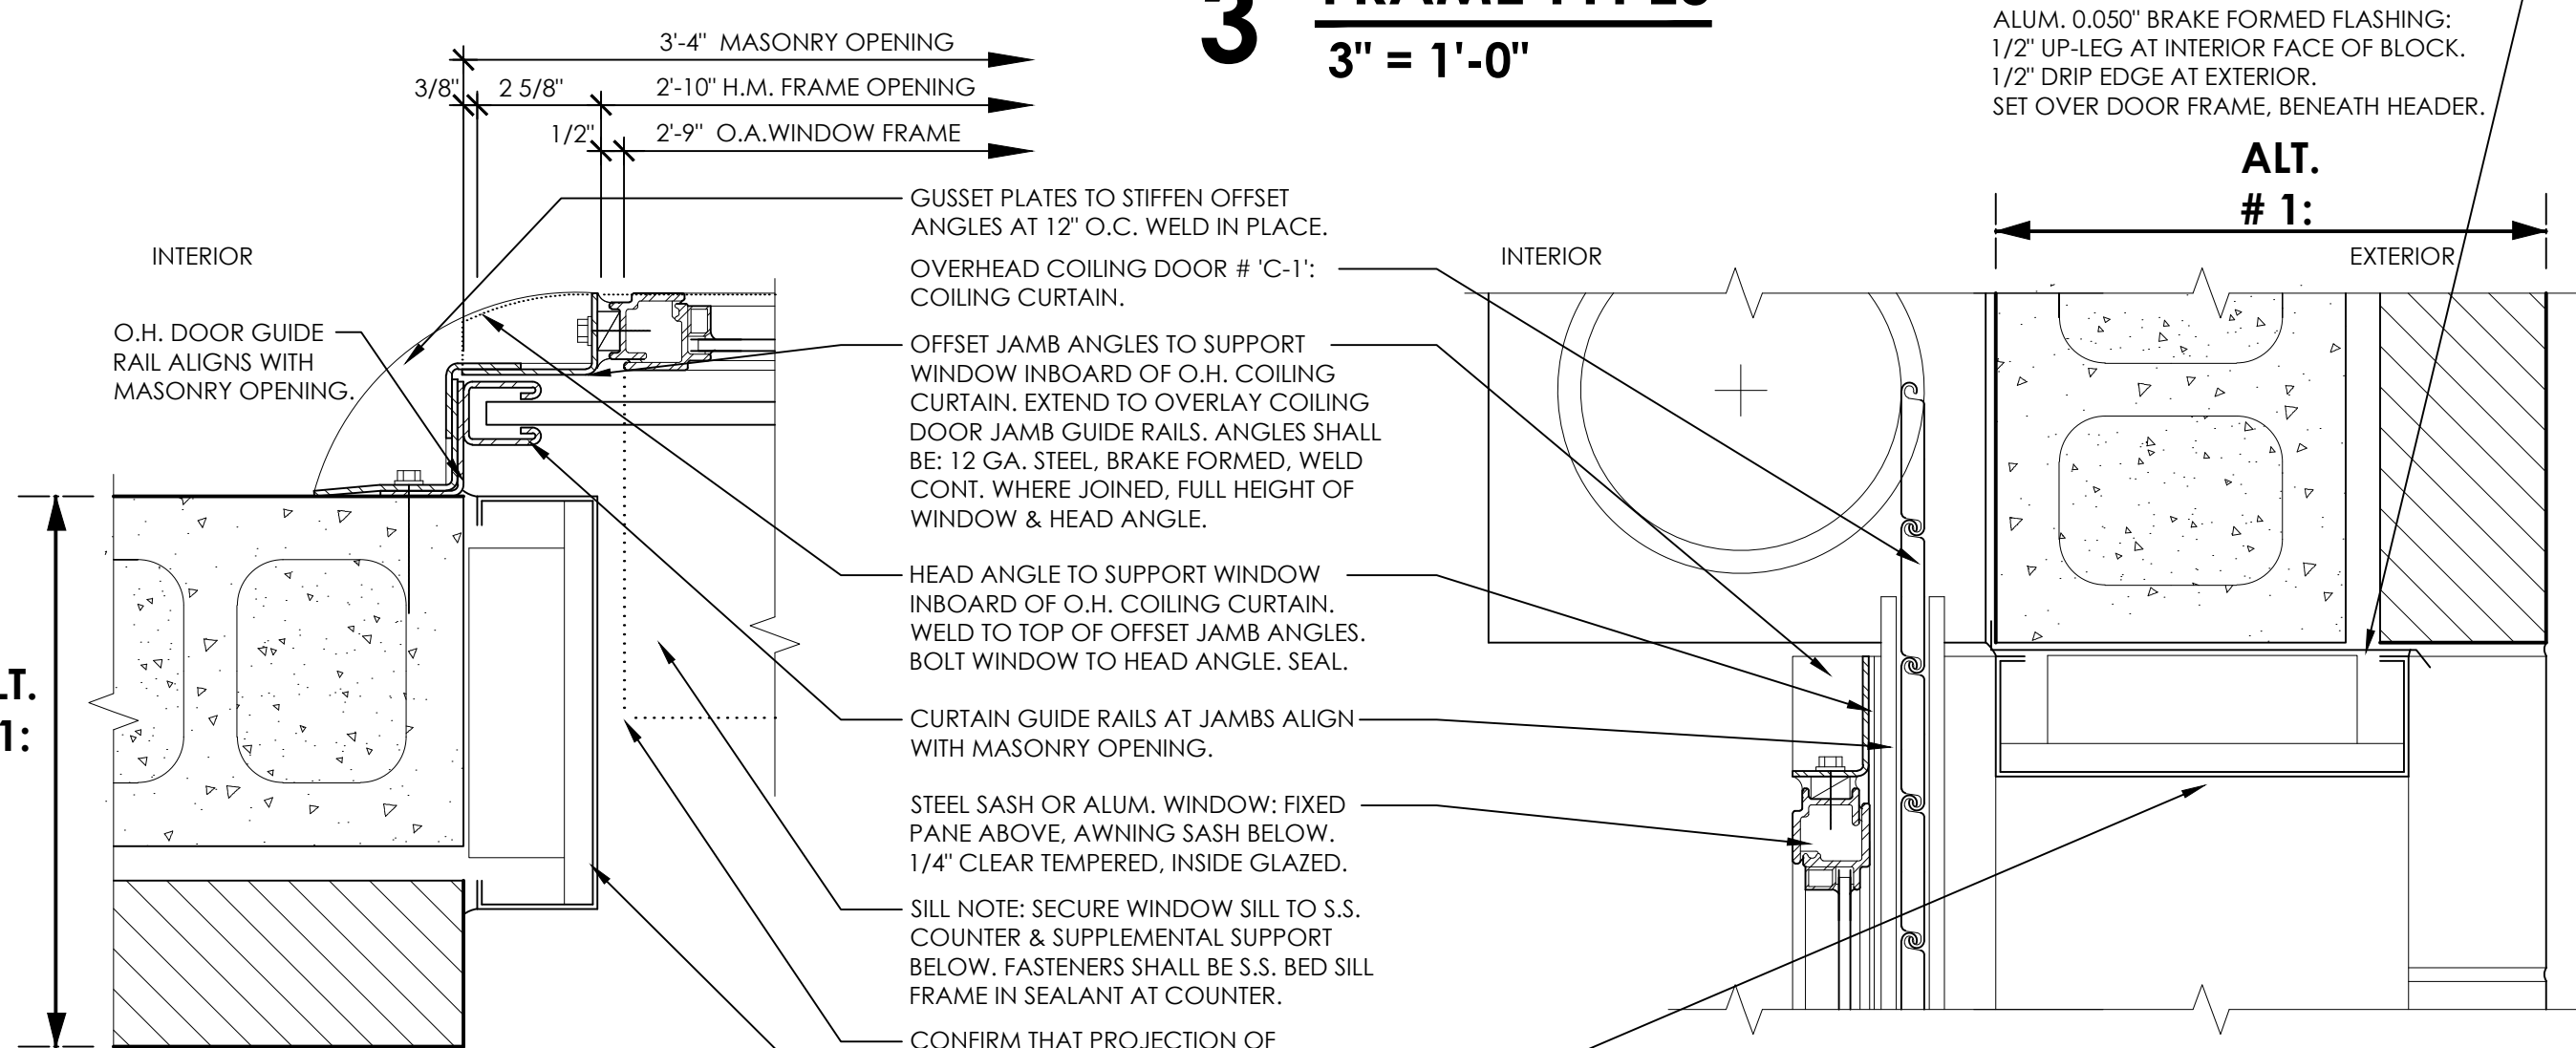 3 FRAME TYPES
3" = 1'-0"
ALUM. 0.050" BRAKE FORMED FLASHING:
1/2" UP-LEG AT INTERIOR FACE OF BLOCK.
1/2" DRIP EDGE AT EXTERIOR.
SET OVER DOOR FRAME, BENEATH HEADER.
3'-4" MASONRY OPENING
3/8" 2 5/8" 2'-10" H.M. FRAME OPENING
1/2" 2'-9" O.A.WINDOW FRAME
ALT.
# 1:
INTERIOR
INTERIOR
EXTERIOR
O.H. DOOR GUIDE
RAIL ALIGNS WITH
MASONRY OPENING.
GUSSET PLATES TO STIFFEN OFFSET
ANGLES AT 12" O.C. WELD IN PLACE.
OVERHEAD COILING DOOR # 'C-1':
COILING CURTAIN.
OFFSET JAMB ANGLES TO SUPPORT
WINDOW INBOARD OF O.H. COILING
CURTAIN. EXTEND TO OVERLAY COILING
DOOR JAMB GUIDE RAILS. ANGLES SHALL
BE: 12 GA. STEEL, BRAKE FORMED, WELD
CONT. WHERE JOINED, FULL HEIGHT OF
WINDOW & HEAD ANGLE.
HEAD ANGLE TO SUPPORT WINDOW
INBOARD OF O.H. COILING CURTAIN.
WELD TO TOP OF OFFSET JAMB ANGLES.
BOLT WINDOW TO HEAD ANGLE. SEAL.
LT.
1:
CURTAIN GUIDE RAILS AT JAMBS ALIGN
WITH MASONRY OPENING.
STEEL SASH OR ALUM. WINDOW: FIXED
PANE ABOVE, AWNING SASH BELOW.
1/4" CLEAR TEMPERED, INSIDE GLAZED.
SILL NOTE: SECURE WINDOW SILL TO S.S.
COUNTER & SUPPLEMENTAL SUPPORT
BELOW. FASTENERS SHALL BE S.S. BED SILL
FRAME IN SEALANT AT COUNTER.
CONFIRM THAT PROJECTION OF